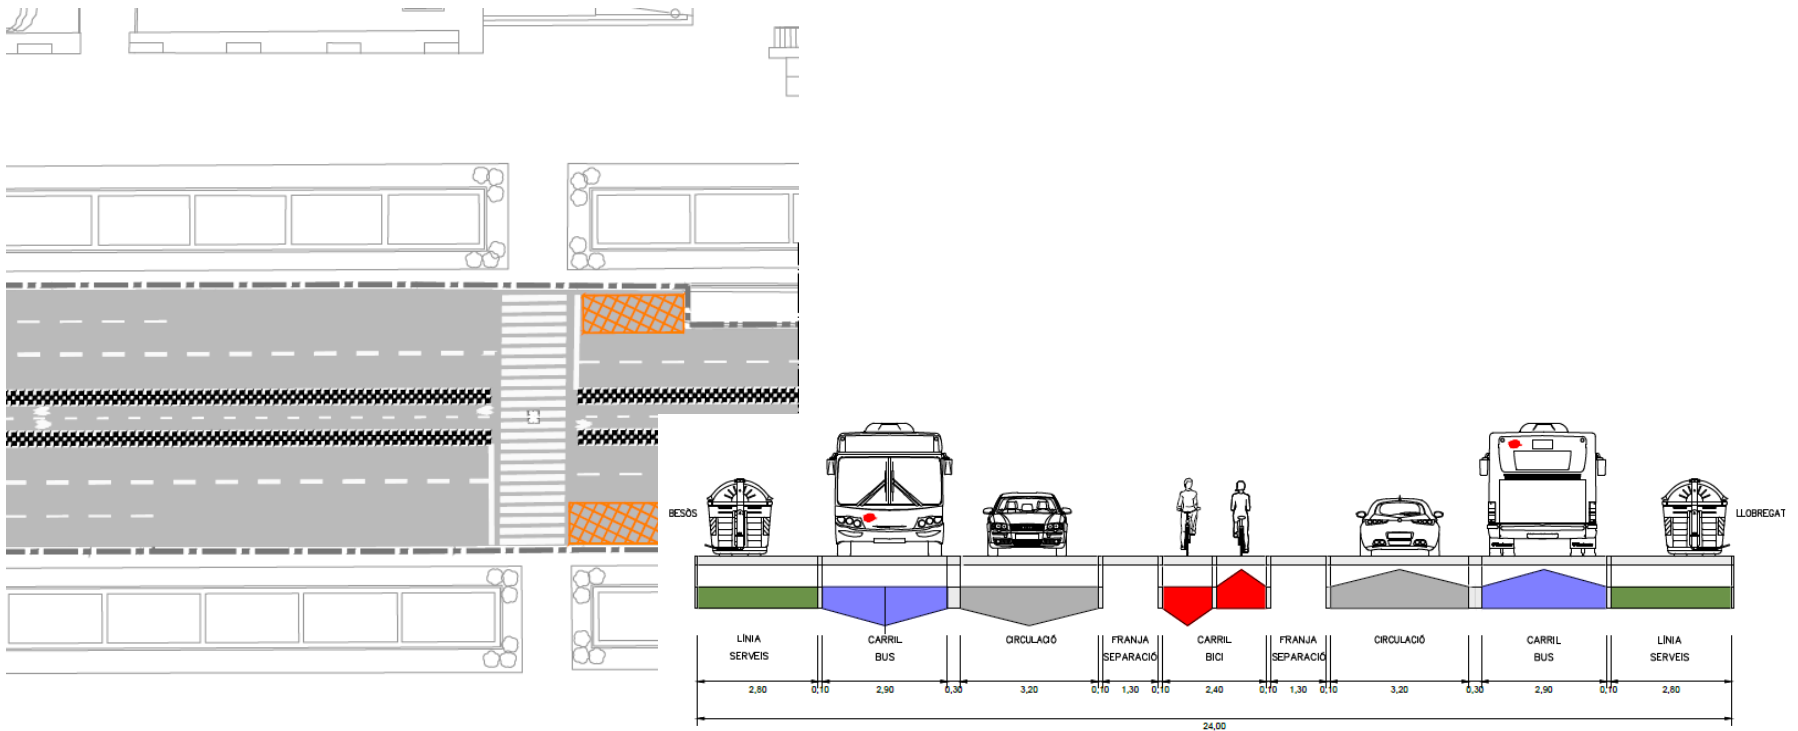 BESÒS
LLOBREGAT
LÍNIA
SERVEIS
CARRIL
BUS
CIRCULACIÓ
FRANJA
SEPARACIÓ
CARRIL
BICI
FRANJA
SEPARACIÓ
CIRCULACIÓ
CARRIL
BUS
LÍNIA
SERVEIS
2,80 0,10 2,90 0,30 3,20 0,10 1,30 0,10 2,40 0,10 1,30 0,10 3,20 0,30 2,90 0,10 2,80
24,00